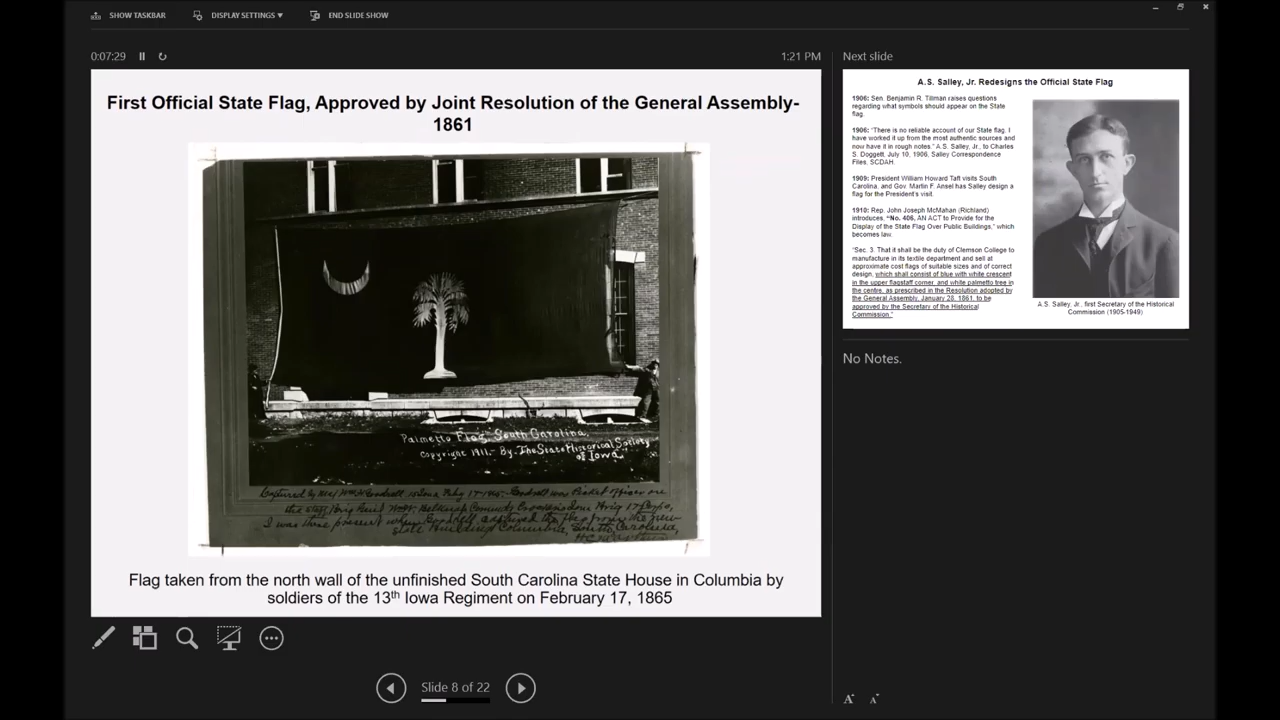 SHOW TASKBAR
DISPLAY SETTINGS ▾
END SLIDE SHOW
0:07:29
1:21 PM
Next slide
First Official State Flag, Approved by Joint Resolution of the General Assembly-
1861
Palmetto Flag, South Carolina,
Copyright 1911- By- The State Historical Society
of Iowa.
Flag taken from the north wall of the unfinished South Carolina State House in Columbia by
soldiers of the 13th Iowa Regiment on February 17, 1865
Slide 8 of 22
A.S. Salley, Jr. Redesigns the Official State Flag
1906: Sen. Benjamin R. Tillman raises questions
regarding what symbols should appear on the State
flag.
1906: "There is no reliable account of our State flag. I
have worked it up from the most authentic sources and
now have it in rough notes." A.S. Salley, Jr., to Charles
S. Doggett, July 10, 1906, Salley Correspondence
Files, SCDAH.
1909: President William Howard Taft visits South
Carolina, and Gov. Martin F. Ansel has Salley design a
flag for the President's visit.
1910: Rep. John Joseph McMahan (Richland)
introduces, "No. 406, AN ACT to Provide for the
Display of the State Flag Over Public Buildings," which
becomes law.
"Sec. 3. That it shall be the duty of Clemson College to
manufacture in its textile department and sell at
approximate cost flags of suitable sizes and of correct
design, which shall consist of blue with white crescent
in the upper flagstaff corner, and white palmetto tree in
the centre, as prescribed in the Resolution adopted by
the General Assembly, January 28, 1861, to be
approved by the Secretary of the Historical
Commission."
A.S. Salley, Jr., first Secretary of the Historical
Commission (1905-1949)
No Notes.